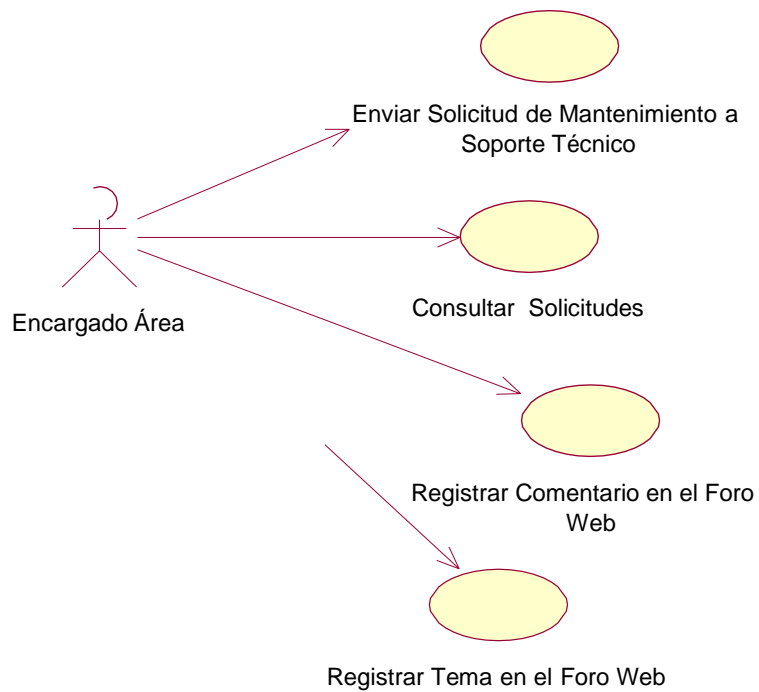 Enviar Solicitud de Mantenimiento a
Soporte Técnico
Consultar Solicitudes
Encargado Área
Registrar Comentario en el Foro
Web
Registrar Tema en el Foro Web